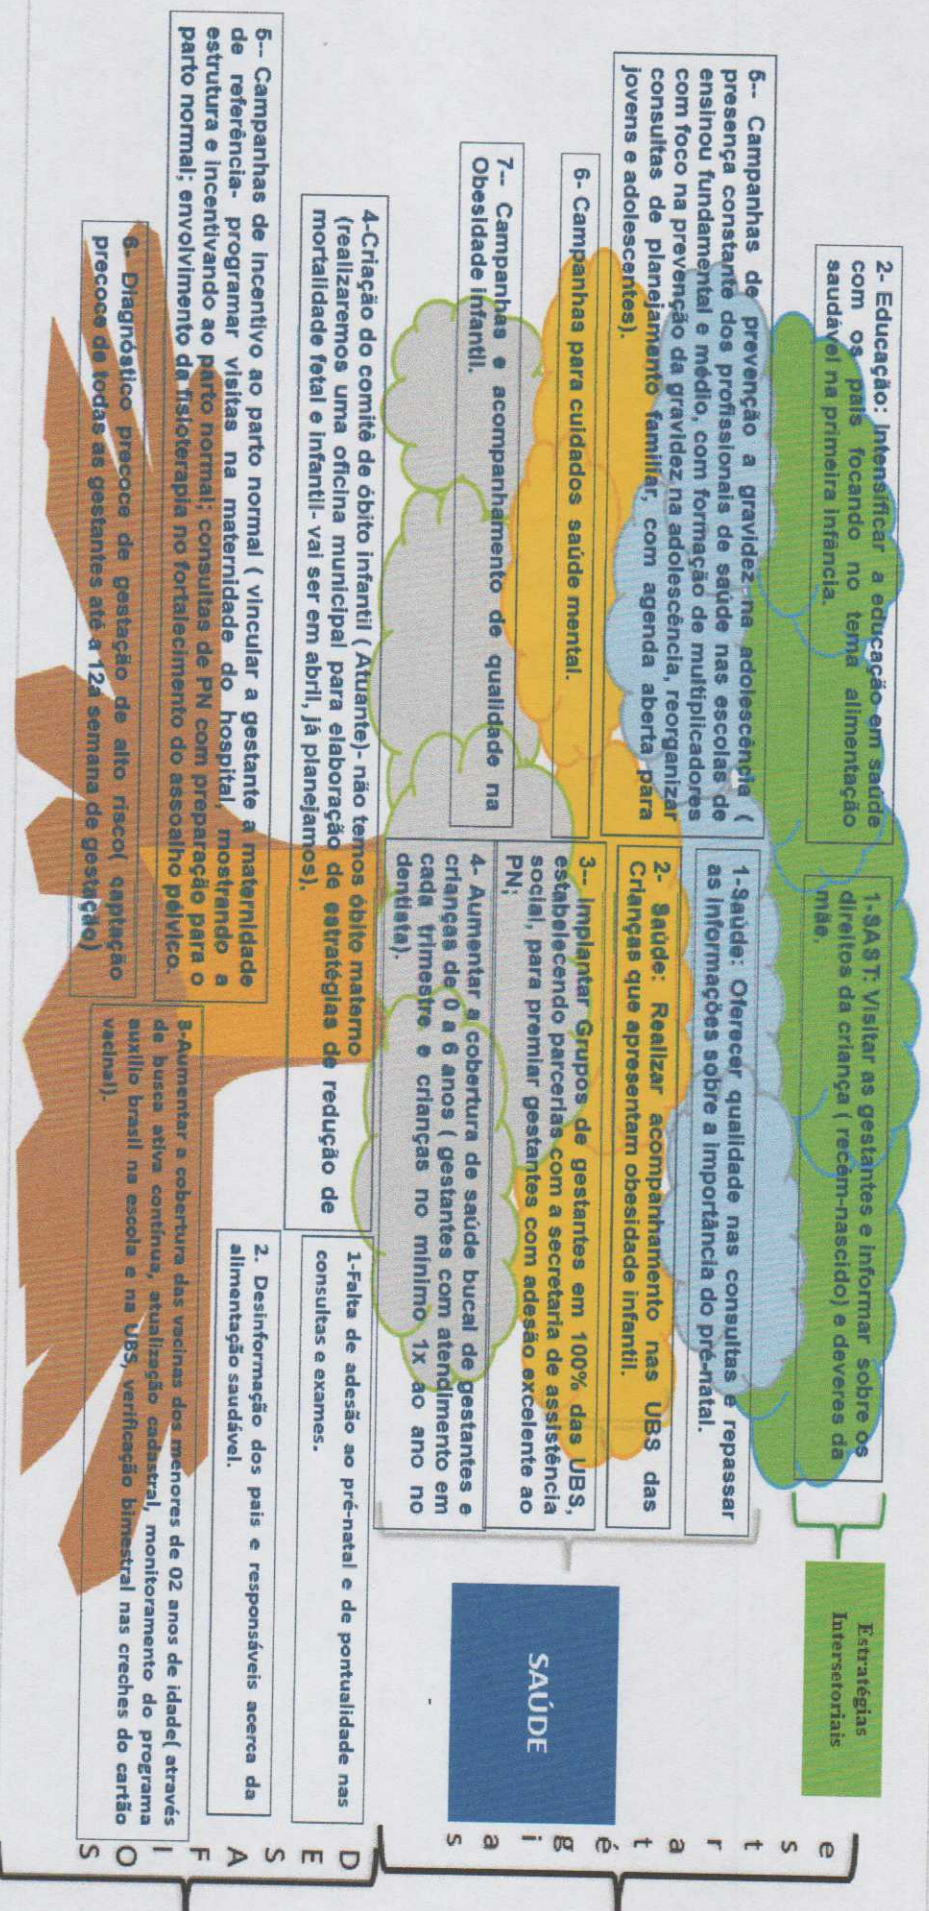 2- Educação: Intensificar a educação em saúde
com os pais focando no tema alimentação
saudável na primeira infância.
1-SAST: Visitar as gestantes e informar sobre os
direitos da criança ( recém-nascido) e deveres da
mãe.
Estratégias
Intersetoriais
5-- Campanhas de prevenção a gravidez na adolescência (
presença constante dos profissionais de saúde nas escolas de
ensinou fundamental e médio, com formação de multiplicadores
com foco na prevenção da gravidez na adolescência, reorganizar
consultas de planejamento familiar, com agenda aberta para
jovens e adolescentes).
1-Saúde: Oferecer qualidade nas consultas e repassar
as informações sobre a importância do pré-natal.
2- Saúde: Realizar acompanhamento nas UBS das
Crianças que apresentam obesidade infantil.
6- Campanhas para cuidados saúde mental.
3-- Implantar Grupos de gestantes em 100% das UBS,
estabelecendo parcerias com a secretaria de assistência
social, para premiar gestantes com adesão excelente ao
PN;
7-- Campanhas e acompanhamento de qualidade na
Obesidade infantil.
4- Aumentar a cobertura de saúde bucal de gestantes e
crianças de 0 a 6 anos ( gestantes com atendimento em
cada trimestre e crianças no mínimo 1x ao ano no
dentista).
SAÚDE
estratégias
4-Criação do comitê de óbito infantil ( Atuante)- não temos óbito materno
(realizaremos uma oficina municipal para elaboração de estratégias de redução de
mortalidade fetal e infantil- vai ser em abril, já planejamos).
1-Falta de adesão ao pré-natal e de pontualidade nas
consultas e exames.
2. Desinformação dos pais e responsáveis acerca da
alimentação saudável.
5-- Campanhas de incentivo ao parto normal ( vincular a gestante a maternidade
de referência- programar visitas na maternidade do hospital, mostrando a
estrutura e incentivando ao parto normal; consultas de PN com preparação para o
parto normal; envolvimento da fisioterapia no fortalecimento do assoalho pélvico.
3-Aumentar a cobertura das vacinas dos menores de 02 anos de idade( através
de busca ativa contínua, atualização cadastral, monitoramento do programa
auxílio brasil na escola e na UBS, verificação bimestral nas creches do cartão
vacinal).
6- Diagnóstico precoce de gestação de alto risco( captação
precoce de todas as gestantes até a 12ª semana de gestação)
DESAFIOS